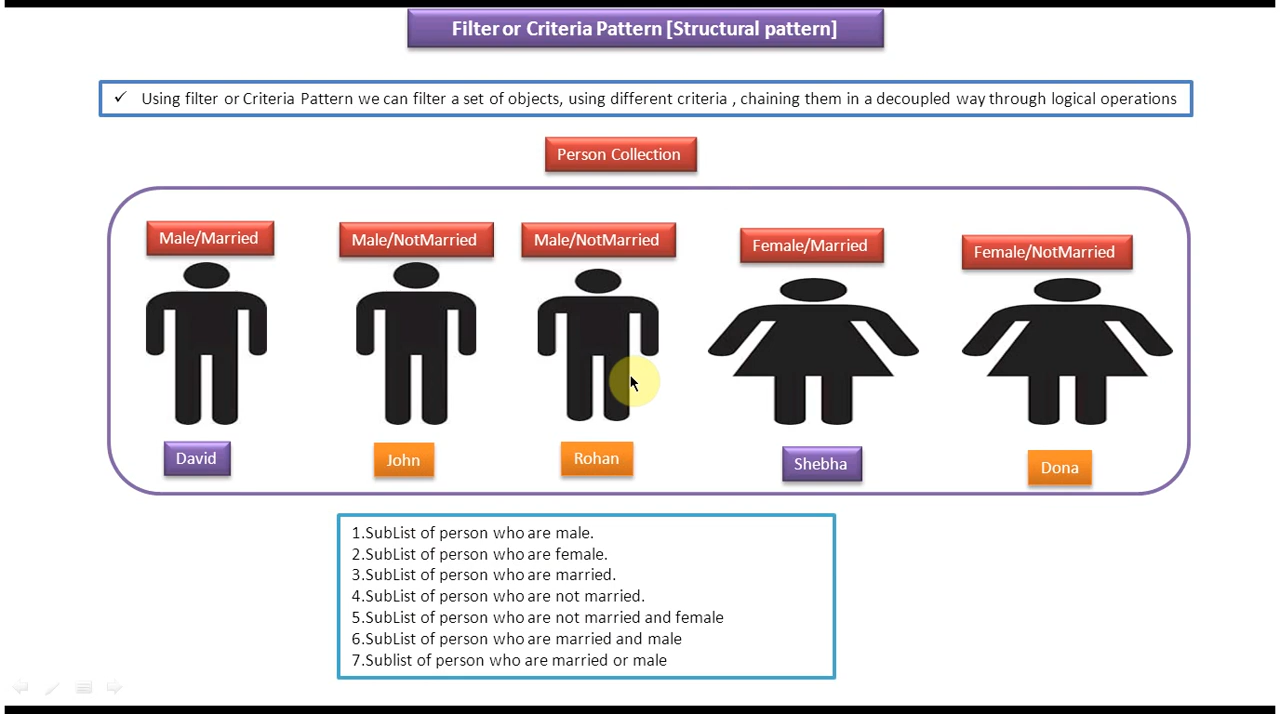 Filter or Criteria Pattern [Structural pattern]
✓ Using filter or Criteria Pattern we can filter a set of objects, using different criteria , chaining them in a decoupled way through logical operations
Person Collection
Male/Married
Male/NotMarried
Male/NotMarried
Female/Married
Female/NotMarried
David
John
Rohan
Shebha
Dona
1.SubList of person who are male.
2.SubList of person who are female.
3.SubList of person who are married.
4.SubList of person who are not married.
5.SubList of person who are not married and female
6.SubList of person who are married and male
7.Sublist of person who are married or male